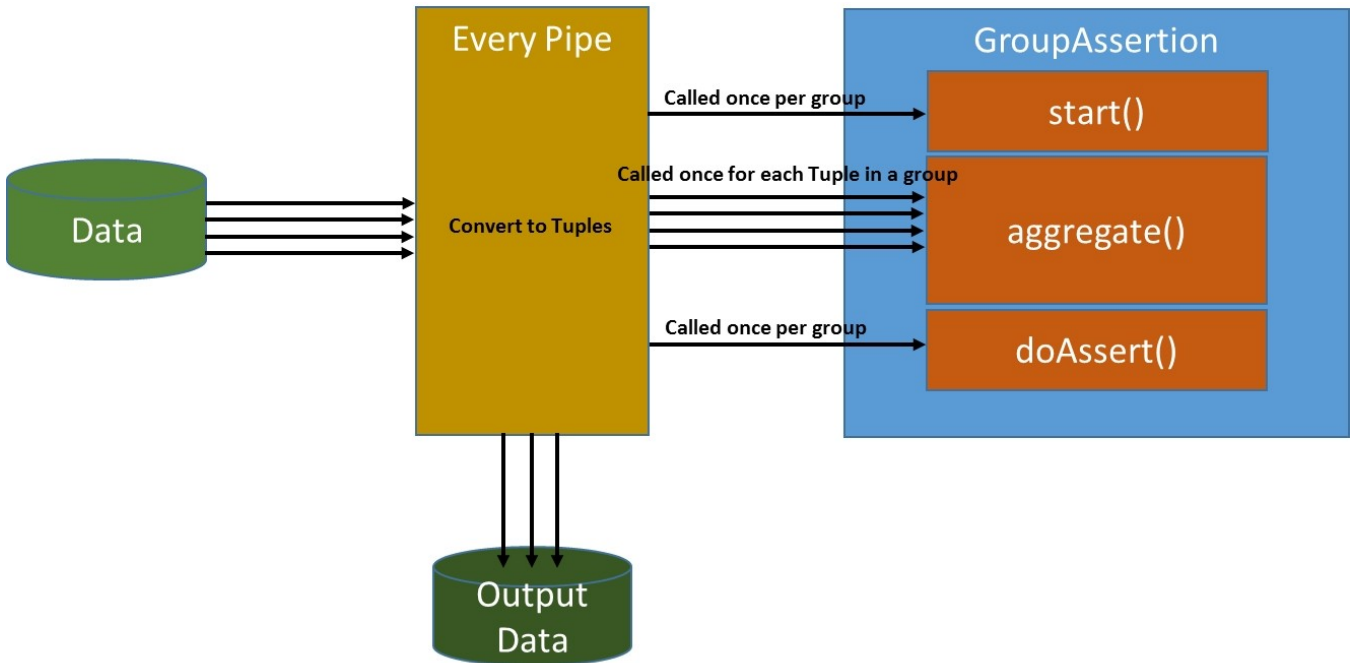 Every Pipe
GroupAssertion
Called once per group
start()
Called once for each Tuple in a group
Data
Convert to Tuples
aggregate()
Called once per group
doAssert()
Output
Data